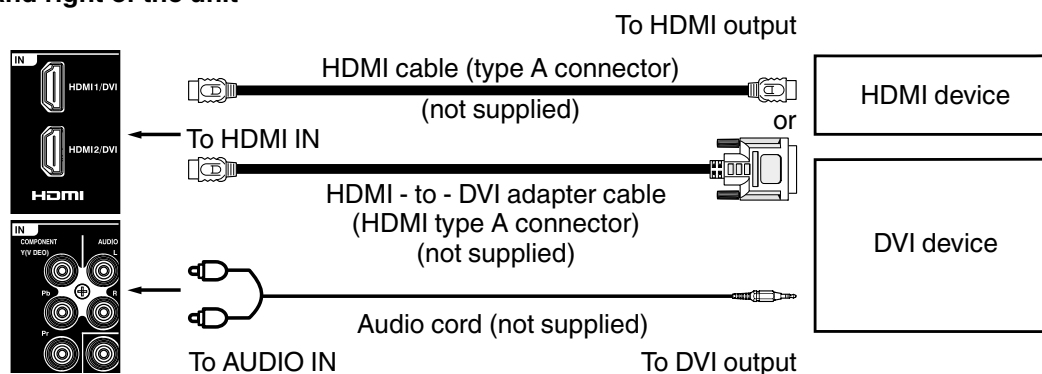 and right of the unit
To HDMI output
IN
HDMI1/DVI
HDMI2/DVI
HDMI
HDMI cable (type A connector)
(not supplied)
HDMI device
or
To HDMI IN
HDMI - to - DVI adapter cable
(HDMI type A connector)
(not supplied)
DVI device
IN
COMPONENT
AUDIO
Y(V DEO)
L
Pb
R
Pr
Audio cord (not supplied)
To AUDIO IN
To DVI output